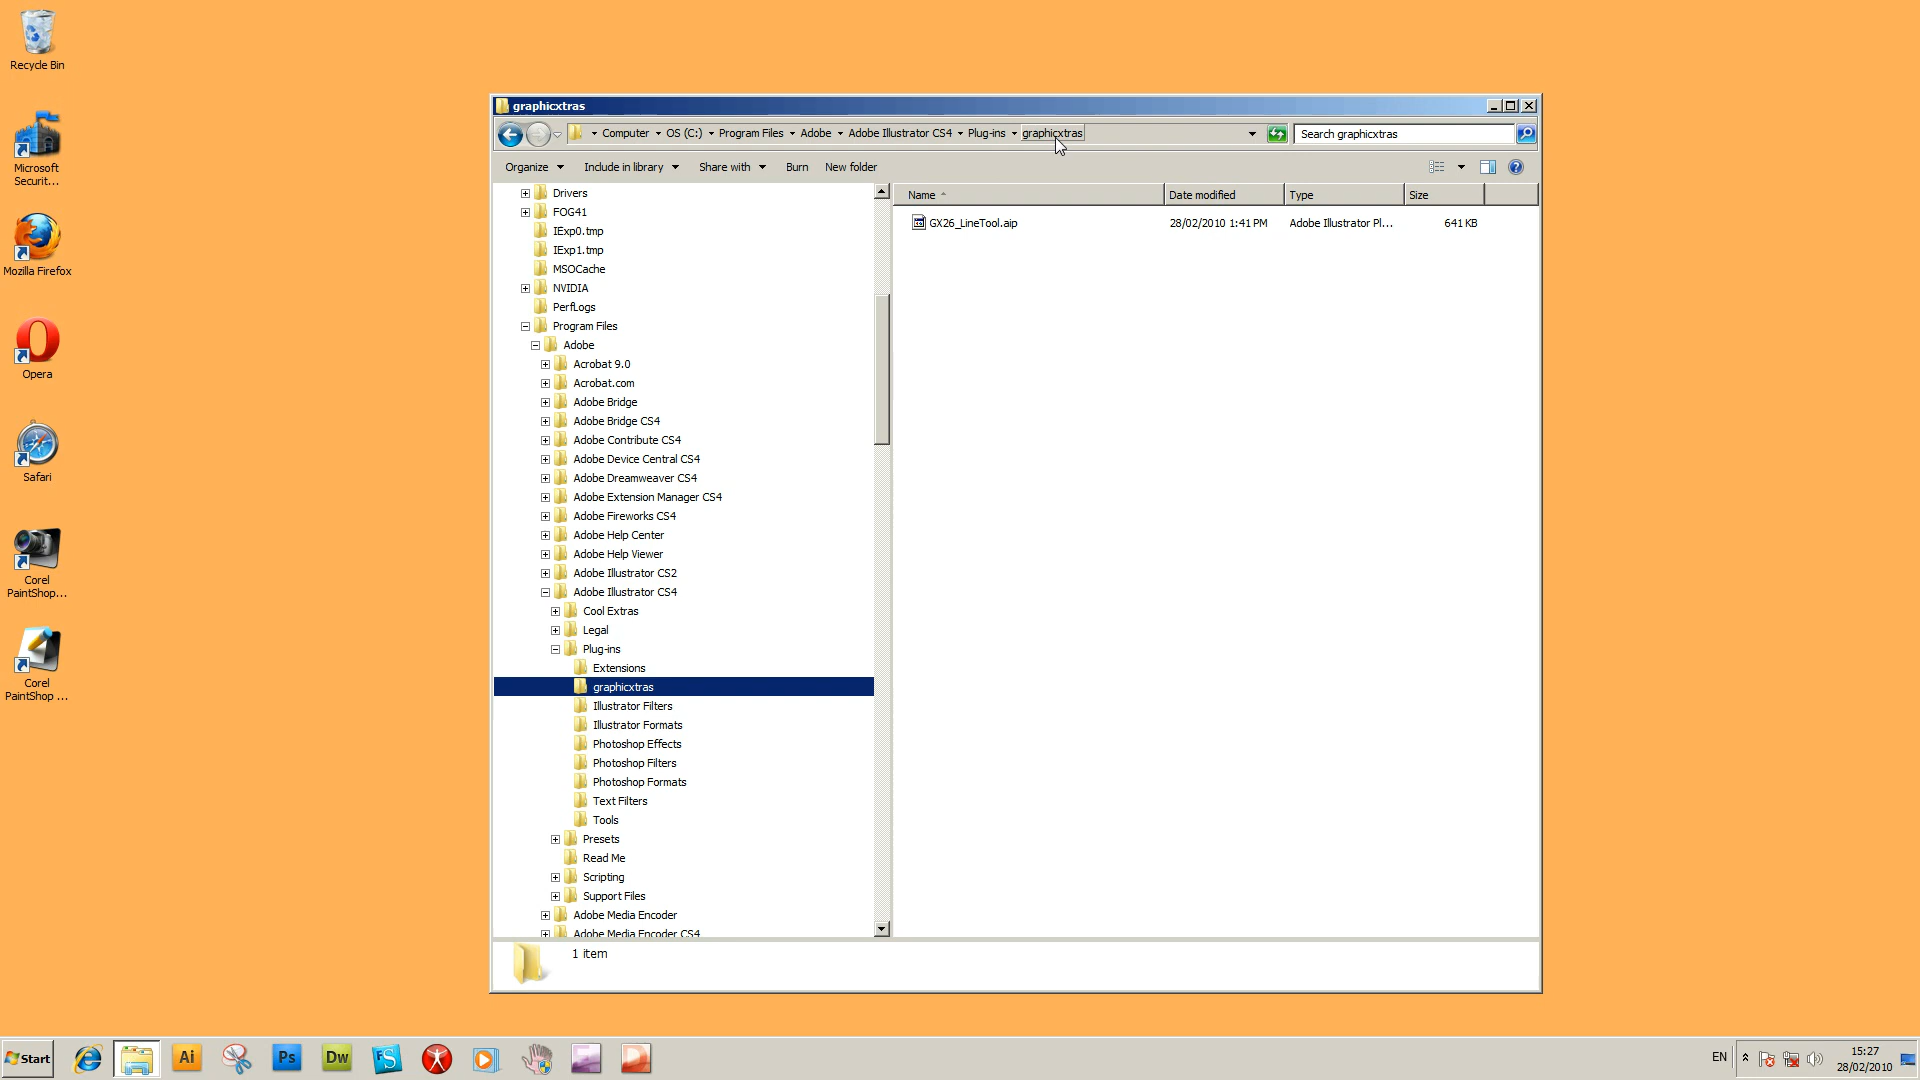 Recycle Bin
Microsoft
Securit...
Mozilla Firefox
Opera
Safari
Corel
PaintShop...
Corel
PaintShop ...
graphicxtras
Computer OS (C:) Program Files Adobe Adobe Illustrator CS4 Plug-ins graphicxtras
Search graphicxtras
Organize Include in library Share with Burn New folder
Drivers
FOG41
IExp0.tmp
IExp1.tmp
MSOCache
NVIDIA
PerfLogs
Program Files
Adobe
Acrobat 9.0
Acrobat.com
Adobe Bridge
Adobe Bridge CS4
Adobe Contribute CS4
Adobe Device Central CS4
Adobe Dreamweaver CS4
Adobe Extension Manager CS4
Adobe Fireworks CS4
Adobe Help Center
Adobe Help Viewer
Adobe Illustrator CS2
Adobe Illustrator CS4
Cool Extras
Legal
Plug-ins
Extensions
graphicxtras
Illustrator Filters
Illustrator Formats
Photoshop Effects
Photoshop Filters
Photoshop Formats
Text Filters
Tools
Presets
Read Me
Scripting
Support Files
Adobe Media Encoder
Adobe Media Encoder CS4
Name Date modified Type Size
GX26_LineTool.aip 28/02/2010 1:41 PM Adobe Illustrator Pl... 641 KB
1 item
Start
Ai
Ps
Dw
FS
EN
15:27
28/02/2010